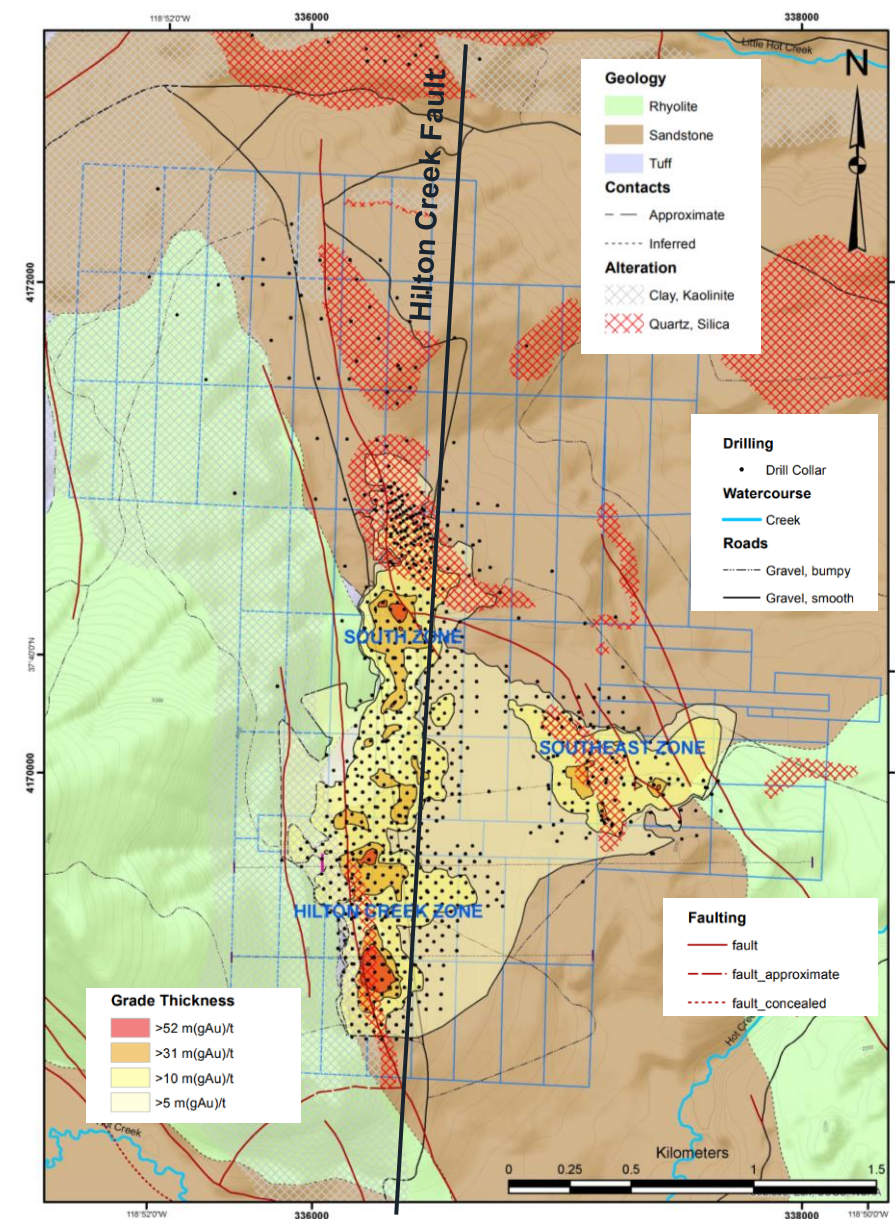 118°52'0"W
336000
338000
Little Hot Creek
N
Hilton Creek Fault
Geology
Rhyolite
Sandstone
Tuff
Contacts
Approximate
Inferred
Alteration
Clay, Kaolinite
Quartz, Silica
4172000
Drilling
Drill Collar
Watercourse
Creek
Roads
Gravel, bumpy
Gravel, smooth
37°40'0"N
SOUTH ZONE
SOUTHEAST ZONE
4170000
HILTON CREEK ZONE
Faulting
fault
fault_approximate
fault_concealed
Grade Thickness
>52 m(gAu)/t
>31 m(gAu)/t
>10 m(gAu)/t
>5 m(gAu)/t
Kilometers
0 0.25 0.5 1 1.5
118°52'0"W
336000
338000
118°50'0"W